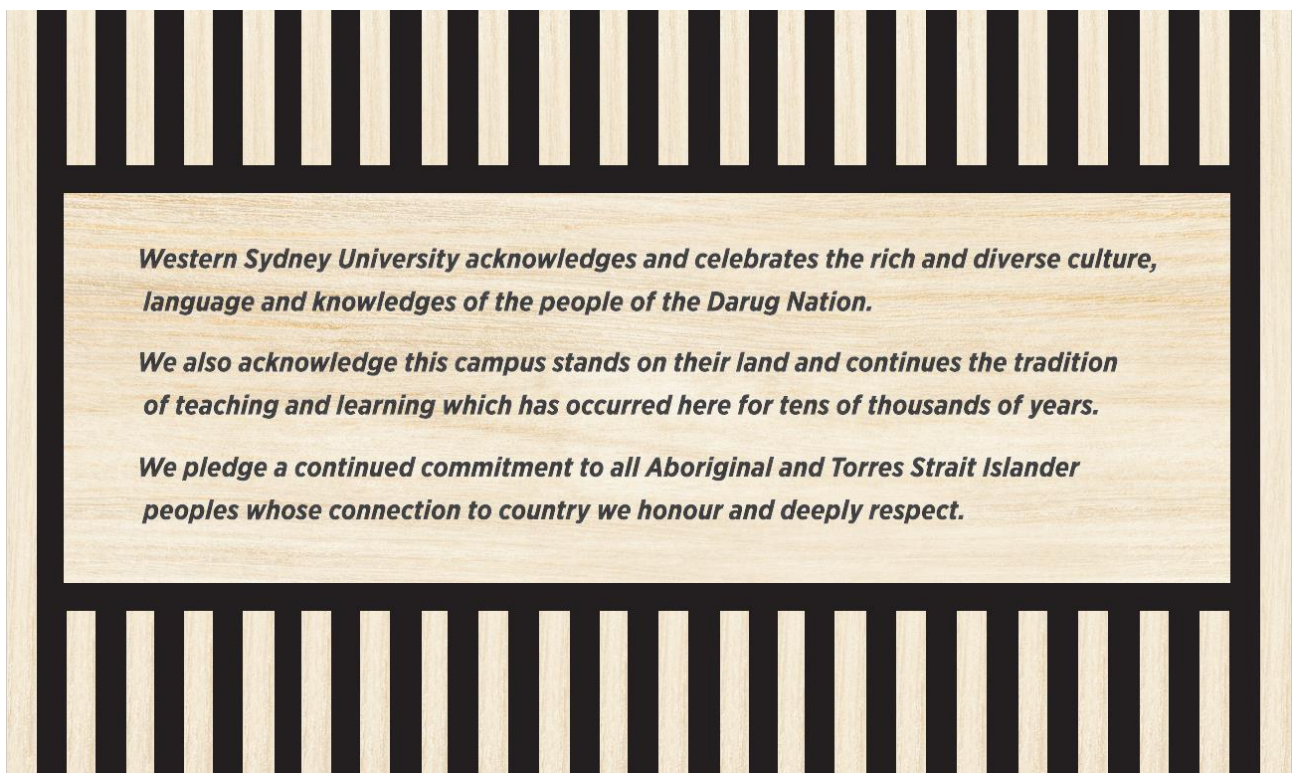 Western Sydney University acknowledges and celebrates the rich and diverse culture,
language and knowledges of the people of the Darug Nation.
We also acknowledge this campus stands on their land and continues the tradition
of teaching and learning which has occurred here for tens of thousands of years.
We pledge a continued commitment to all Aboriginal and Torres Strait Islander
peoples whose connection to country we honour and deeply respect.